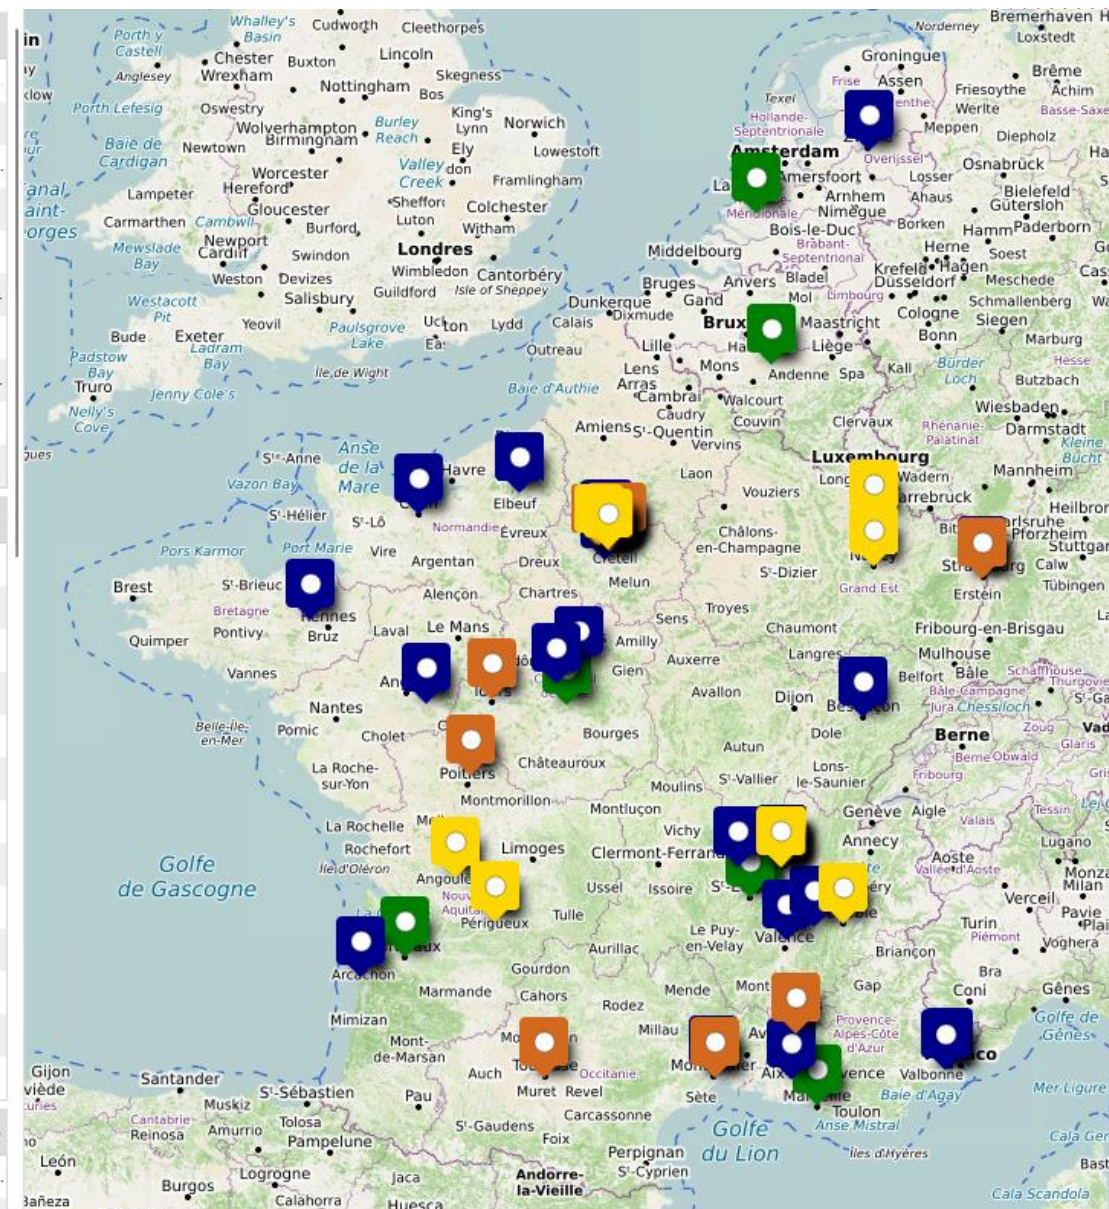 Whalley's
Basin
Cudworth
Cleethorpes
Norderney
Bremerhaven
Loxstedt
Porth y
Castell
Anglesey
Chester
Wrexham
Buxton
Lincoln
Skegness
Groningue
Frise
Assen
Brême
Achim
Friesoythe
Werlte
Nottingham
Bos
Texel
Porth Lefesig
Oswestry
King's
Lynn
Norwich
Hollande-
Septentrionale
Meppen
Diepholz
Basse-Saxe
Wolverhampton
Birmingham
Burley
Reach
Baie de
Cardigan
Newtown
Ely
Lowestoft
Amsterdam
Overijssel
Osnabrück
Valley
Creek
don
Framlingham
Worcester
Hereford
Lampeter
Amersfoort
Losser
Bielefeld
Gütersloh
Arnhem
Nimègue
Ahaus
Carmarthen
Cambwll
Gloucester
Luton
Colchester
Witham
Burford
Méridionale
Bois-le-Duc
Borken
Hamm
Paderborn
Mewslade
Bay
Newport
Cardiff
Swindon
Londres
Middelbourg
Brabant-
Septentrional
Herne
Hagen
Soest
Weston
Devizes
Wimbledon
Cantorbéry
Guildford
Isle of Sheppey
Bruges
Anvers
Bladel
Krefeld
Düsseldorf
Meschede
Salisbury
Dunkerque
Gand
Mol
Limbourg
Schmallenberg
Westacott
Pit
Yeovil
Paulsgrove
Lake
Lydd
Calais
Dixmude
Maastricht
Cologne
Bonn
Siegen
Bude
Exeter
Ladram
Bay
Outreau
Lille
Liège
Marburg
Padstow
Bay
Truro
Île de Wight
Lens
Arras
Mons
Andenne
Spa
Kall
Bürder
Loch
Hesse
Jenny Cole's
Baie d'Authie
Cambrai
Walcourt
Butzbach
Nelly's
Cove
Caudry
Couvin
Clervaux
Wiesbaden
Darmstadt
Amiens
Sᵗ-Quentin
Vervins
Rhénanie-
Palatinat
Sᵗᵉ-Anne
Anse
de la
Mare
Luxembourg
Kleine
Bucht
Vazon Bay
Havre
Laon
Wadern
Mannheim
Elbeuf
Vouziers
Sᵗ-Hélier
Sᵗ-Lô
Normandie
Évreux
Châlons-
en-Champagne
Pforzheim
Pors Karmor
Port Marie
Vire
Argentan
Dreux
Créteil
Melun
Sᵗ-Dizier
Calw
Tübingen
Brest
Sᵗ-Brieuc
Alençon
Chartres
Grand Est
Erstein
Bretagne
Quimper
Pontivy
Bruz
Laval
Le Mans
Sens
Troyes
Chaumont
Fribourg-en-Brisgau
Vannes
Amilly
Gien
Auxerre
Langres
Mulhouse
Bâle
Belfort
Schaffhouse
Nantes
Avallon
Dijon
Bâle-Campagne
Jura
Chessiloch
Belle-Île-
en-Mer
Pornic
Cholet
Bourges
Dole
Berne
Zoug
Glaris
Autun
Berne
Obwald
La Roche-
sur-Yon
Poitiers
Châteauroux
Sᵗ-Vallier
Lons-
le-Saunier
Fribourg
Montmorillon
Moulins
Montluçon
Genève
Aigle
Tessin
Valais
La Rochelle
Rochefort
Île d'Oléron
Limoges
Vichy
Clermont-Ferrand
Annecy
Lugano
Golfe
de Gascogne
Ussel
Issoire
Aoste
Vallée d'Aoste
Milan
Périgueux
Tulle
Verceil
Turin
Piémont
Voghera
Le Puy-
en-Velay
Valence
Aurillac
Briançon
Arcachon
Marmande
Gourdon
Cahors
Mende
Gap
Bra
Coni
Gênes
Rodez
Mimizan
Mont-
de-Marsan
Millau
Provence-
Alpes-Côte
d'Azur
Golfe de
Gênes
Gijón
Santander
Auch
Occitanie
Valbonne
Muret
Revel
Sète
Baie d'Agay
Mer Ligure
Sᵗ-Sébastien
Pau
Muskiz
Carcassonne
Toulon
Anse Mistral
Cantabrie
Reinosa
Amurrio
Tolosa
Pampelune
Sᵗ-Gaudens
Foix
Golfe
du Lion
Îles d'Hyères
León
Perpignan
Sᵗ-Cyprien
Logrogne
Burgos
Jaca
Andorre-
la-Vieille
Calahorra
Huesca
Cala Scandola